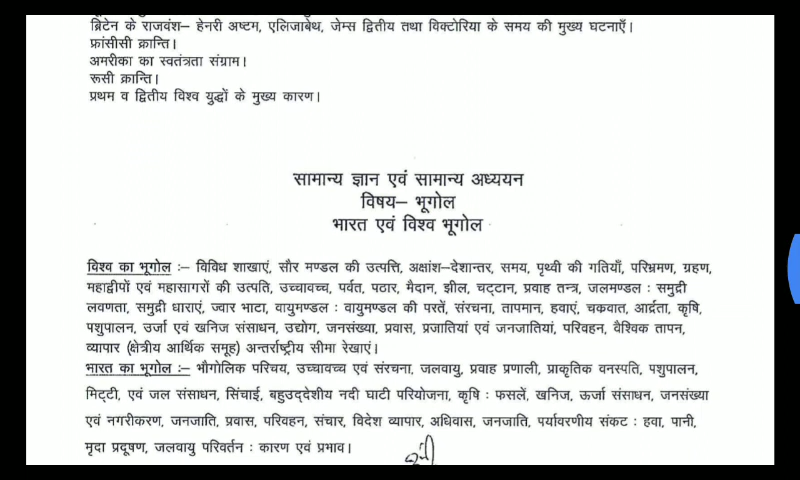 ब्रिटेन के राजवंश– हेनरी अष्टम, एलिजाबेथ, जेम्स द्वितीय तथा विक्टोरिया के समय की मुख्य घटनाएँ।
फ्रांसीसी क्रान्ति।
अमरीका का स्वतंत्रता संग्राम।
रूसी क्रान्ति।
प्रथम व द्वितीय विश्व युद्धों के मुख्य कारण।
सामान्य ज्ञान एवं सामान्य अध्ययन
विषय– भूगोल
भारत एवं विश्व भूगोल
विश्व का भूगोल :– विविध शाखाएं, सौर मण्डल की उत्पत्ति, अक्षांश–देशान्तर, समय, पृथ्वी की गतियाँ, परिभ्रमण, ग्रहण,
महाद्वीपों एवं महासागरों की उत्पति, उच्चावच्च, पर्वत, पठार, मैदान, झील, चट्टान, प्रवाह तन्त्र, जलमण्डल : समुद्री
लवणता, समुद्री धाराएं, ज्वार भाटा, वायुमण्डल : वायुमण्डल की परतें, संरचना, तापमान, हवाएं, चकवात, आर्द्रता, कृषि,
पशुपालन, उर्जा एवं खनिज संसाधन, उद्योग, जनसंख्या, प्रवास, प्रजातियां एवं जनजातियां, परिवहन, वैश्विक तापन,
व्यापार (क्षेत्रीय आर्थिक समूह) अन्तर्राष्ट्रीय सीमा रेखाएं।
भारत का भूगोल :– भौगोलिक परिचय, उच्चावच्च एवं संरचना, जलवायु, प्रवाह प्रणाली, प्राकृतिक वनस्पति, पशुपालन,
मिट्टी, एवं जल संसाधन, सिंचाई, बहुउद्देशीय नदी घाटी परियोजना, कृषि : फसलें, खनिज, ऊर्जा संसाधन, जनसंख्या
एवं नगरीकरण, जनजाति, प्रवास, परिवहन, संचार, विदेश व्यापार, अधिवास, जनजाति, पर्यावरणीय संकट : हवा, पानी,
मृदा प्रदूषण, जलवायु परिवर्तन : कारण एवं प्रभाव।